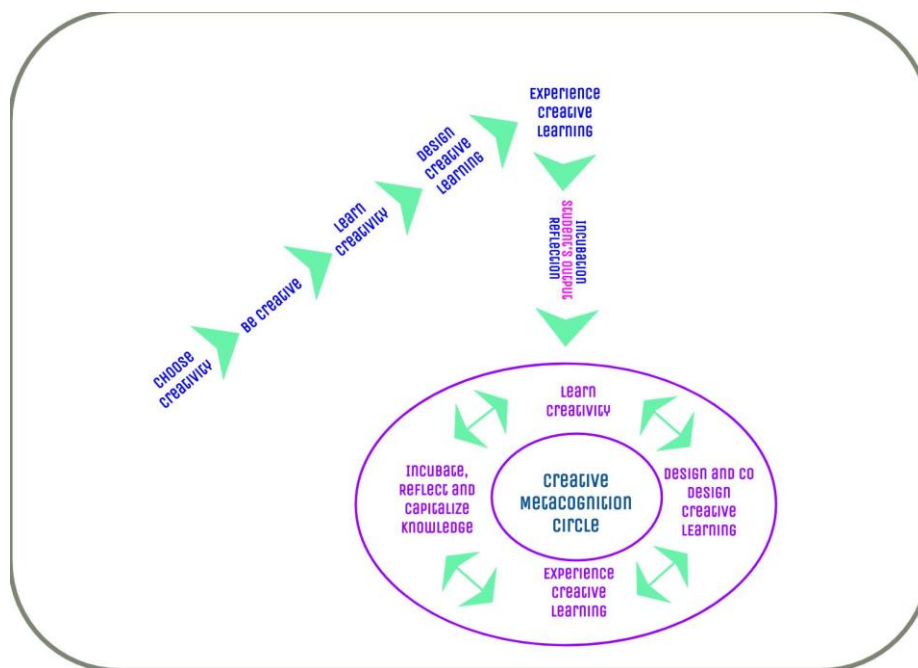 Choose
Creativity
Be Creative
Learn
Creativity
Design
Creative
Learning
Experience
Creative
Learning
Incubation
Student's Output
Reflection
Learn
Creativity
Design and Co
Design
Creative
Learning
Experience
Creative
Learning
Incubate,
Reflect and
Capitalize
Knowledge
Creative
Metacognition
Circle